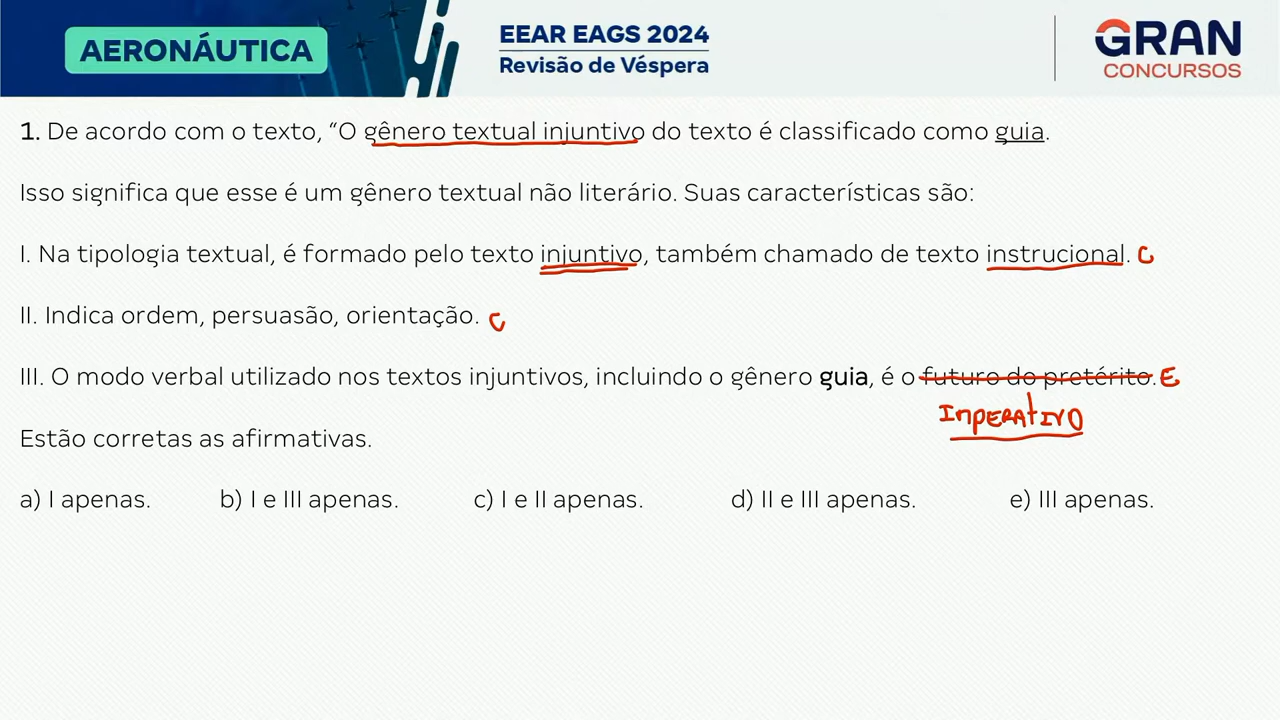 AERONÁUTICA
EEAR EAGS 2024
Revisão de Véspera
GRAN
CONCURSOS
1. De acordo com o texto, “O gênero textual injuntivo do texto é classificado como guia.
Isso significa que esse é um gênero textual não literário. Suas características são:
I. Na tipologia textual, é formado pelo texto injuntivo, também chamado de texto instrucional. C
II. Indica ordem, persuasão, orientação. C
III. O modo verbal utilizado nos textos injuntivos, incluindo o gênero guia, é o futuro do pretérito. E
IMPERATIVO
Estão corretas as afirmativas.
a) I apenas. b) I e III apenas. c) I e II apenas. d) II e III apenas. e) III apenas.